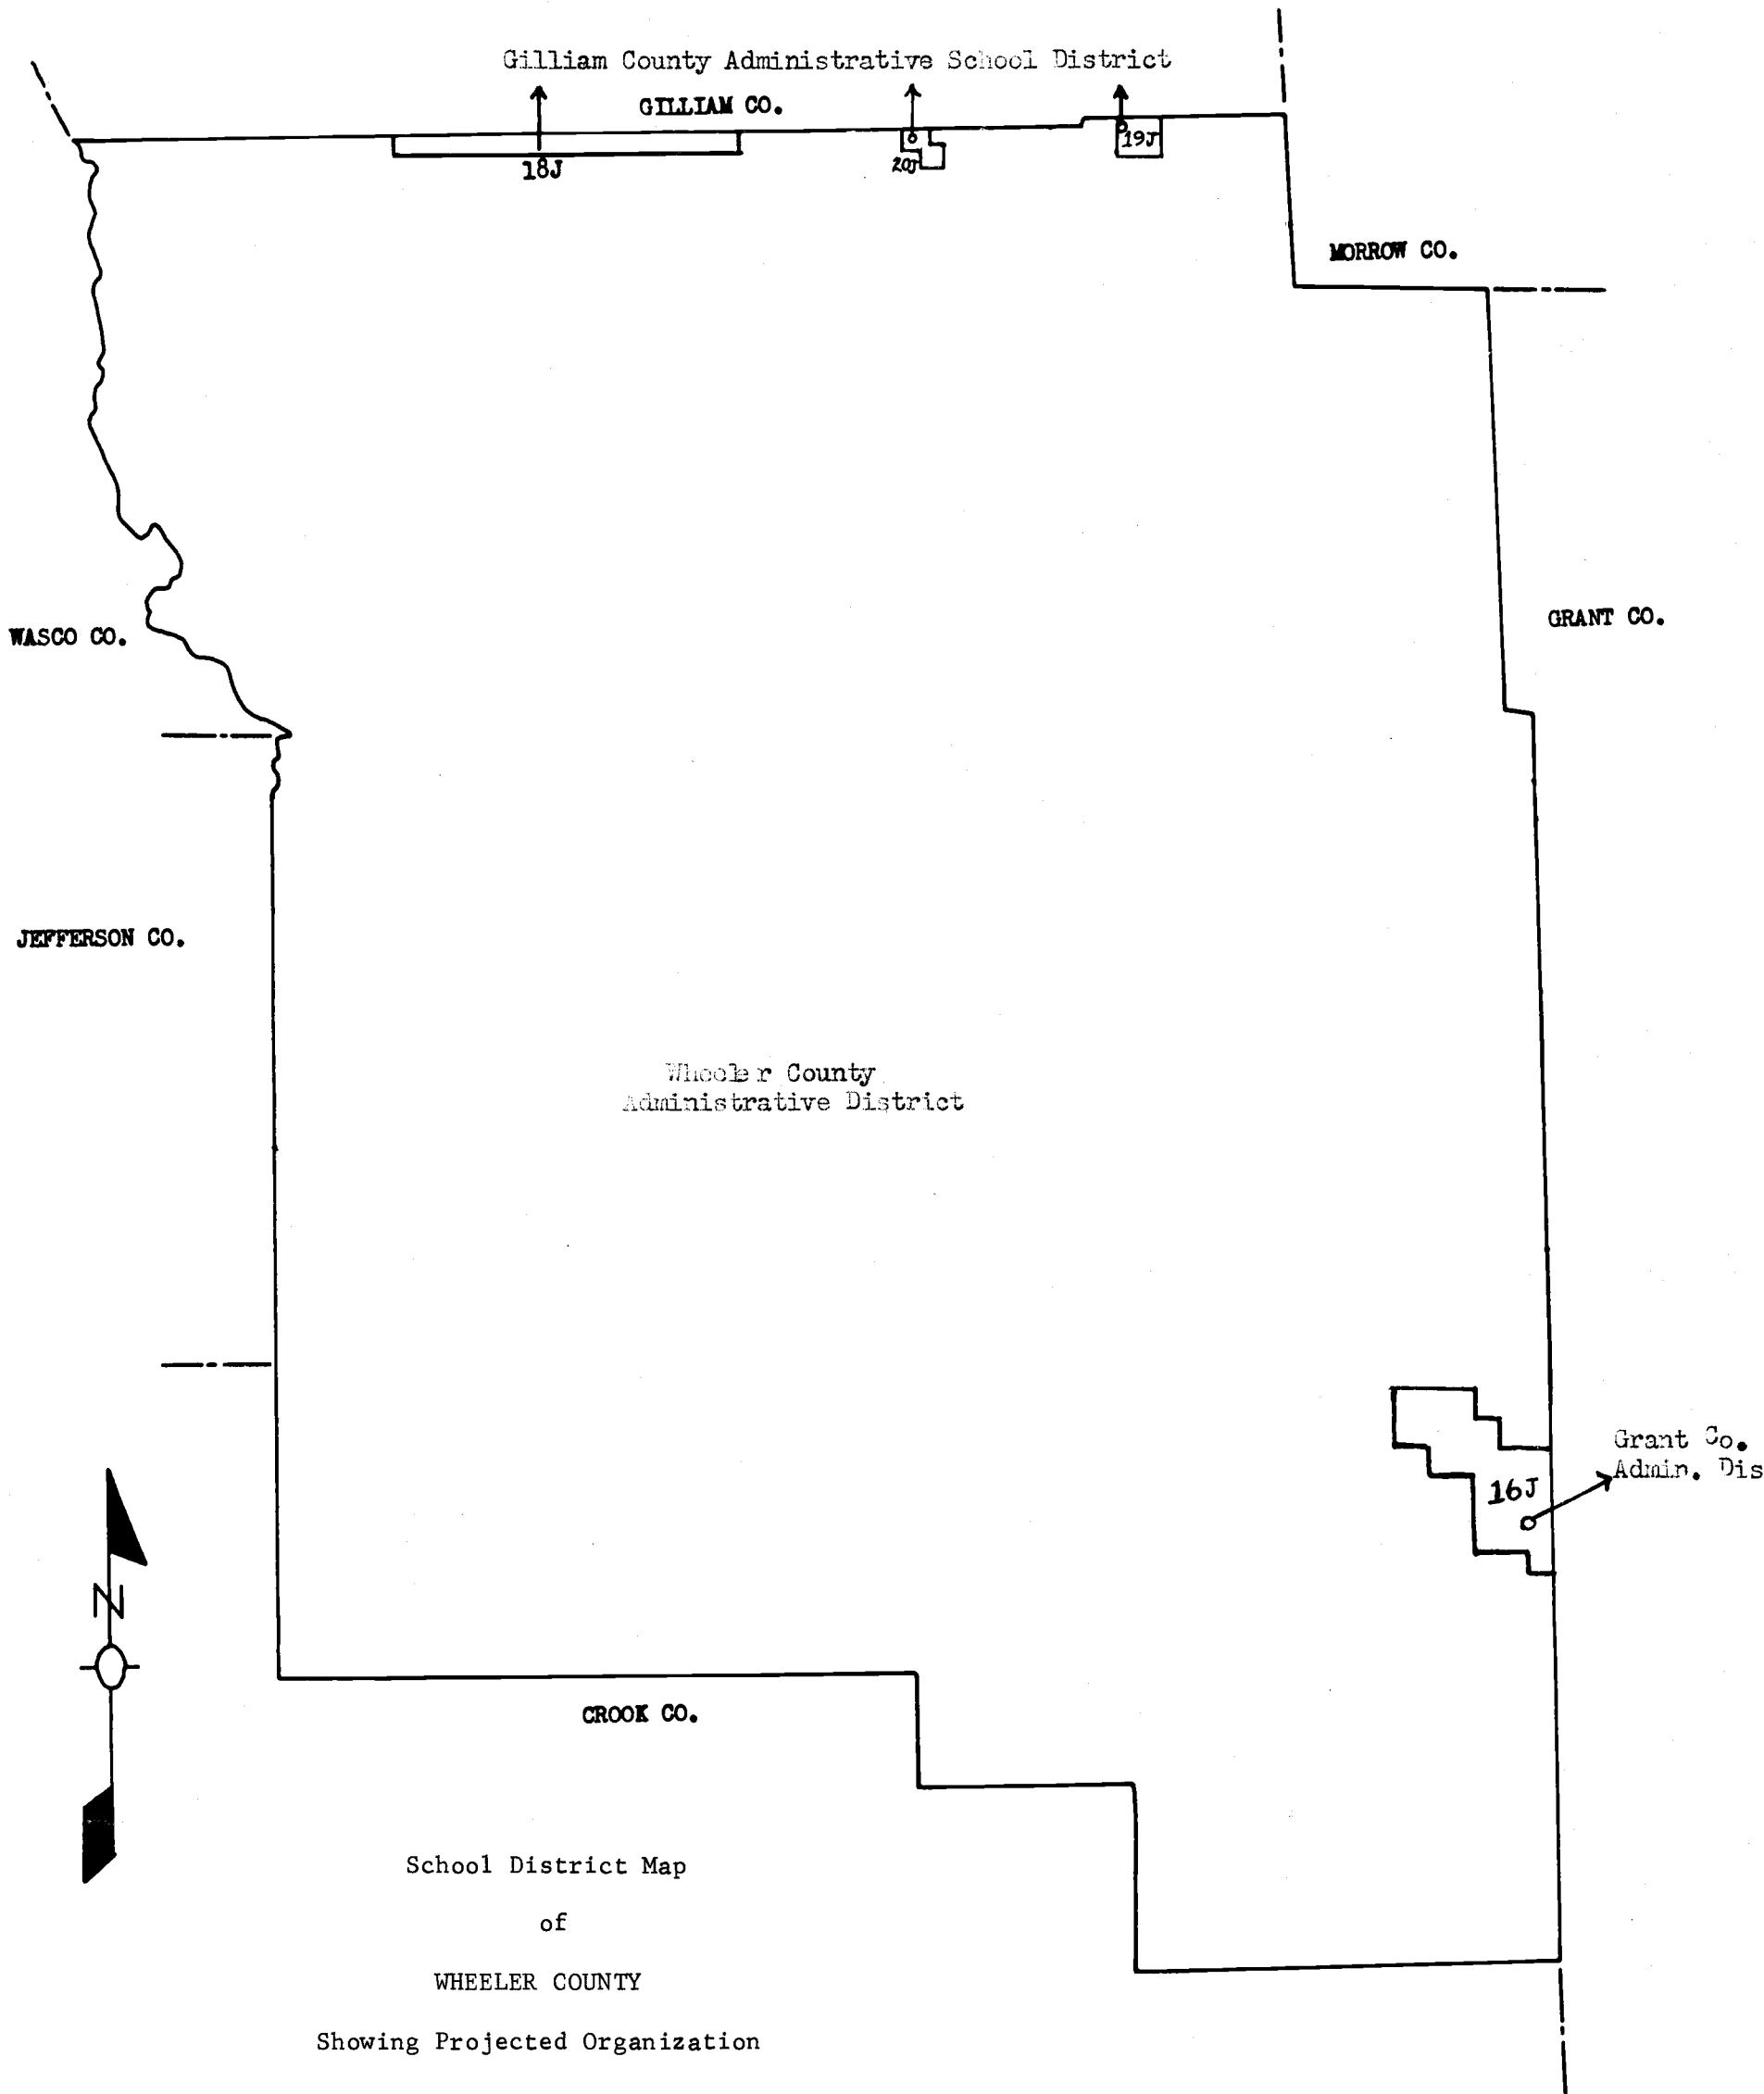 Gilliam County Administrative School District
GILLIAM CO.
18J
20J
19J
MORROW CO.
WASCO CO.
GRANT CO.
JEFFERSON CO.
Wheeler County
Administrative District
Grant Co.
Admin. Dis
16J
N
CROOK CO.
School District Map
of
WHEELER COUNTY
Showing Projected Organization